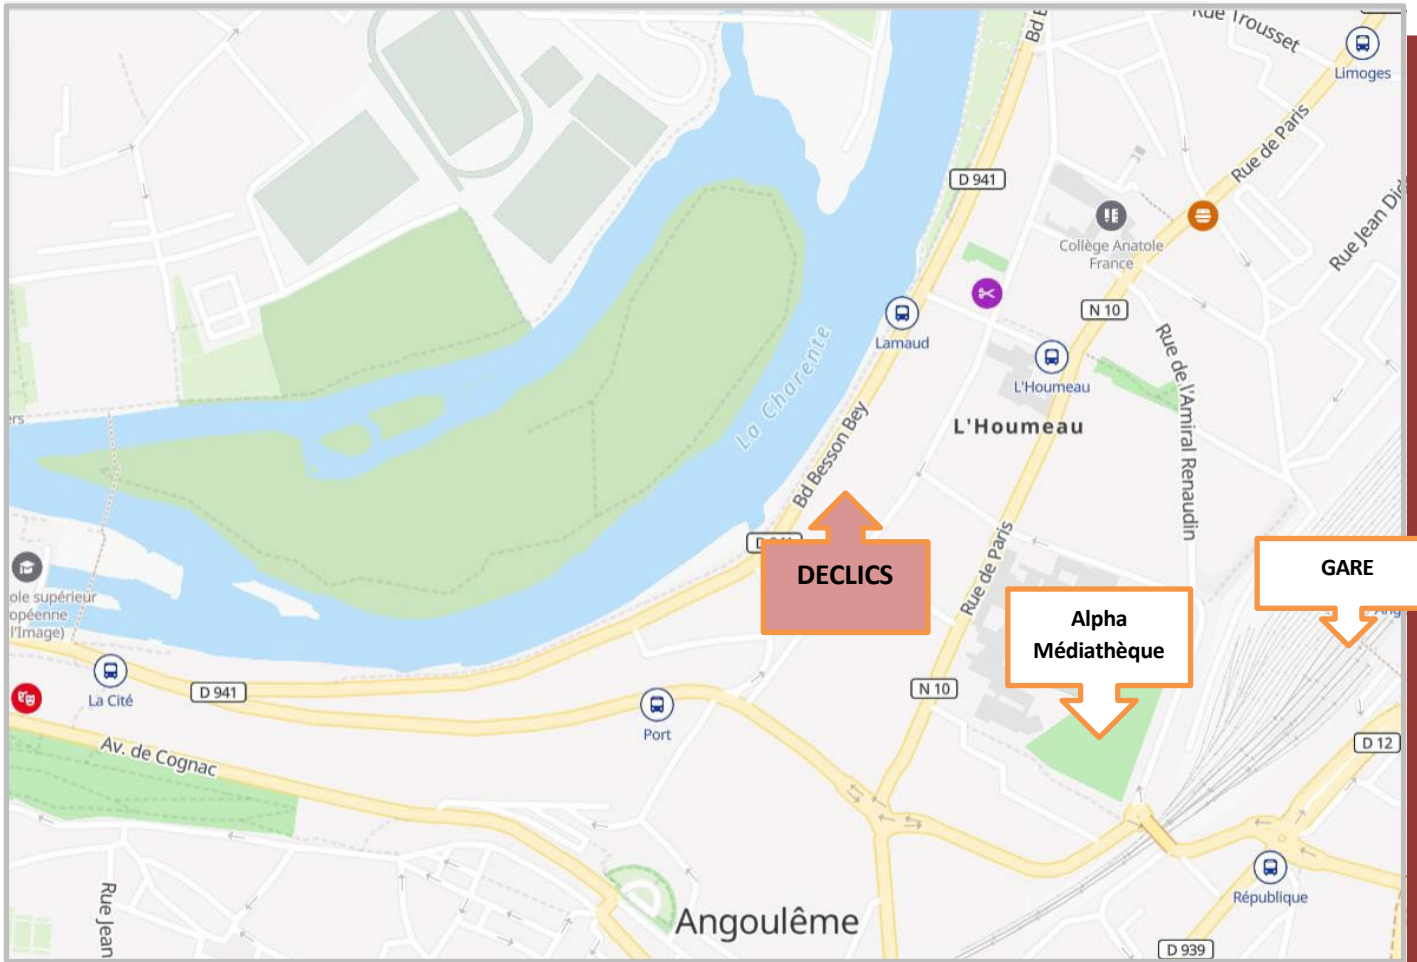 Rue Trousset
Limoges
Rue de Paris
D 941
Collège Anatole
France
Rue Jean
N 10
Lamaud
L'Houmeau
La Charente
Rue de l'Amiral Renaudin
L'Houmeau
Bd Besson Bey
Rue de Paris
DECLICS
GARE
Alpha
Médiathèque
supérieur
l'Image)
La Cité
D 941
Port
N 10
Av. de Cognac
D 12
République
Rue Jean
Angoulême
D 939